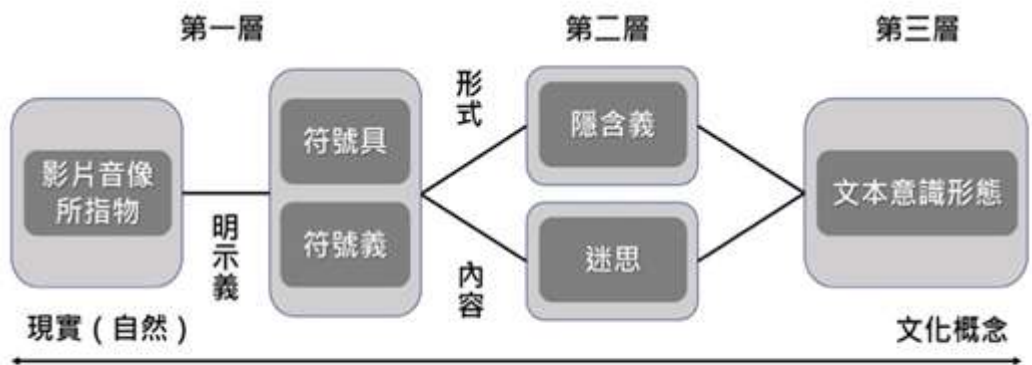 第一層
第二層
第三層
影片音像
所指物
明示義
符號具
符號義
形式
內容
隱含義
迷思
文本意識形態
現實(自然)
文化概念